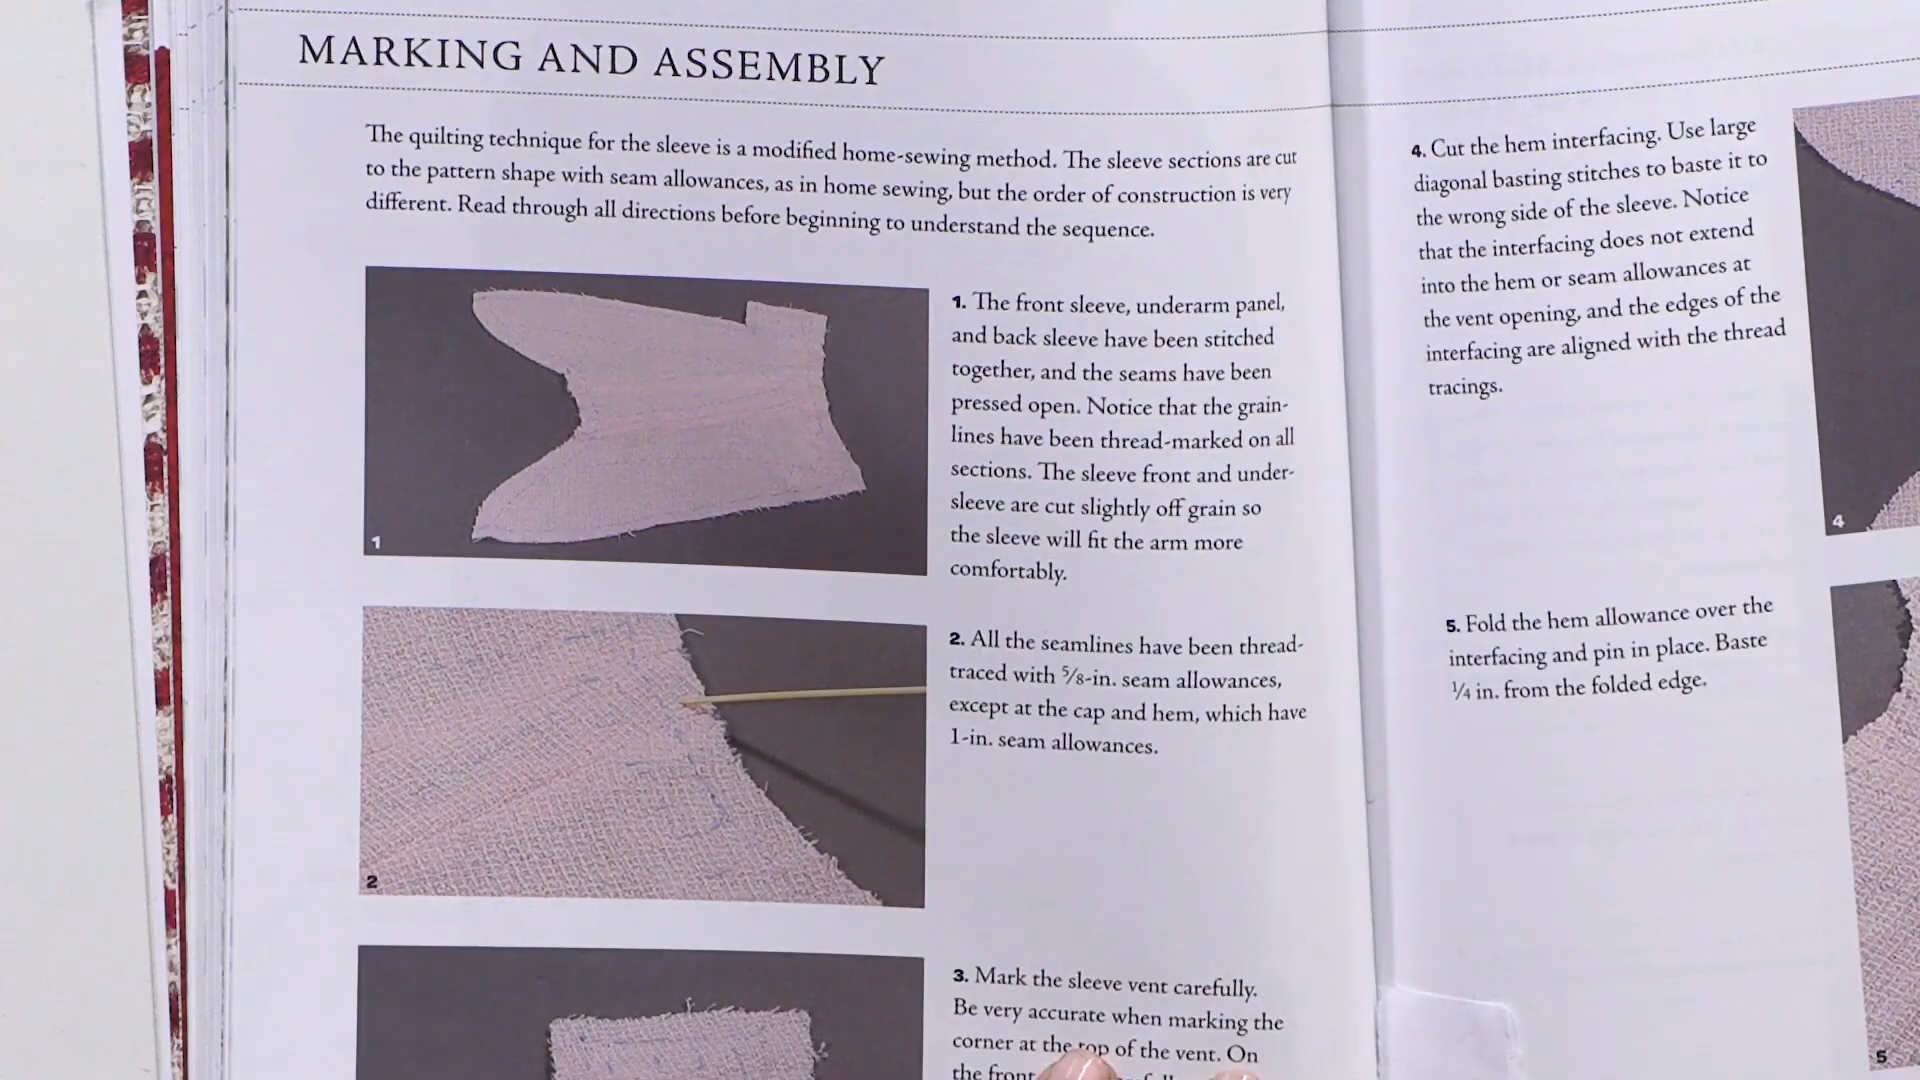 MARKING AND ASSEMBLY
The quilting technique for the sleeve is a modified home-sewing method. The sleeve sections are cut
to the pattern shape with seam allowances, as in home sewing, but the order of construction is very
different. Read through all directions before beginning to understand the sequence.
1
1. The front sleeve, underarm panel,
and back sleeve have been stitched
together, and the seams have been
pressed open. Notice that the grain-
lines have been thread-marked on all
sections. The sleeve front and under-
sleeve are cut slightly off grain so
the sleeve will fit the arm more
comfortably.
2
2. All the seamlines have been thread-
traced with 5/8-in. seam allowances,
except at the cap and hem, which have
1-in. seam allowances.
3. Mark the sleeve vent carefully.
Be very accurate when marking the
corner at the top of the vent. On
the front
4. Cut the hem interfacing. Use large
diagonal basting stitches to baste it to
the wrong side of the sleeve. Notice
that the interfacing does not extend
into the hem or seam allowances at
the vent opening, and the edges of the
interfacing are aligned with the thread
tracings.
4
5. Fold the hem allowance over the
interfacing and pin in place. Baste
1/4 in. from the folded edge.
5